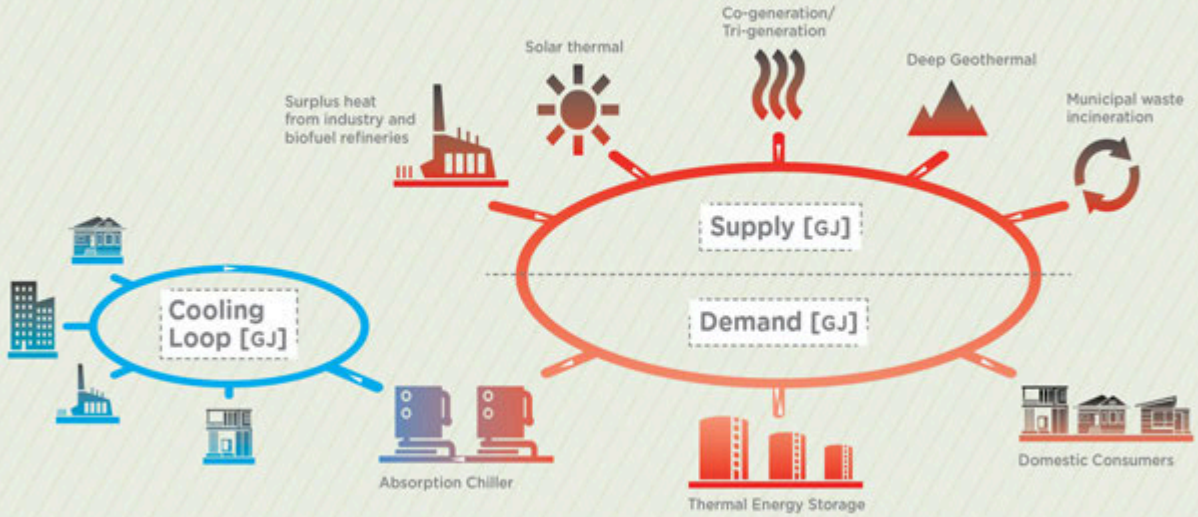 Co-generation/
Tri-generation
Solar thermal
Deep Geothermal
Surplus heat
from industry and
biofuel refineries
Municipal waste
incineration
Supply [GJ]
Cooling
Loop [GJ]
Demand [GJ]
Absorption Chiller
Thermal Energy Storage
Domestic Consumers